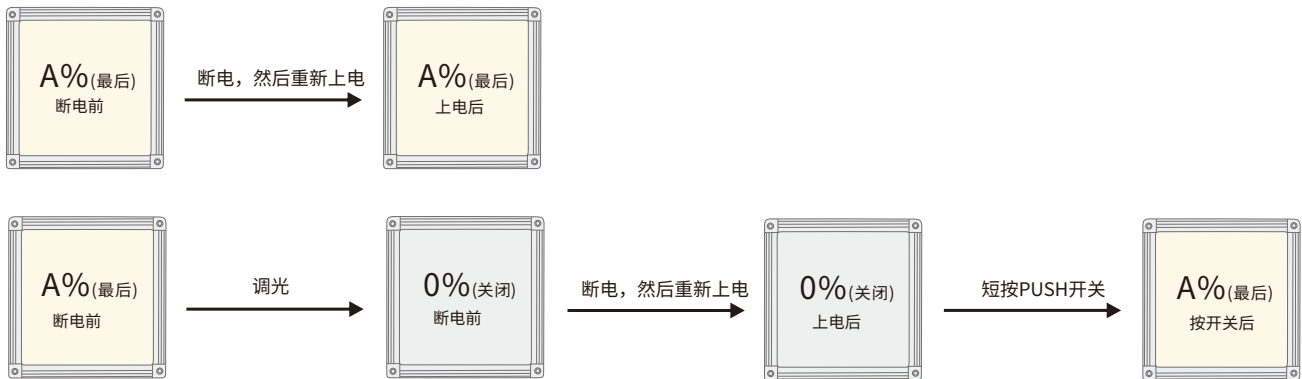 A%(最后)
断电前
断电，然后重新上电
A%(最后)
上电后
A%(最后)
断电前
调光
0%(关闭)
断电前
断电，然后重新上电
0%(关闭)
上电后
短按PUSH开关
A%(最后)
按开关后